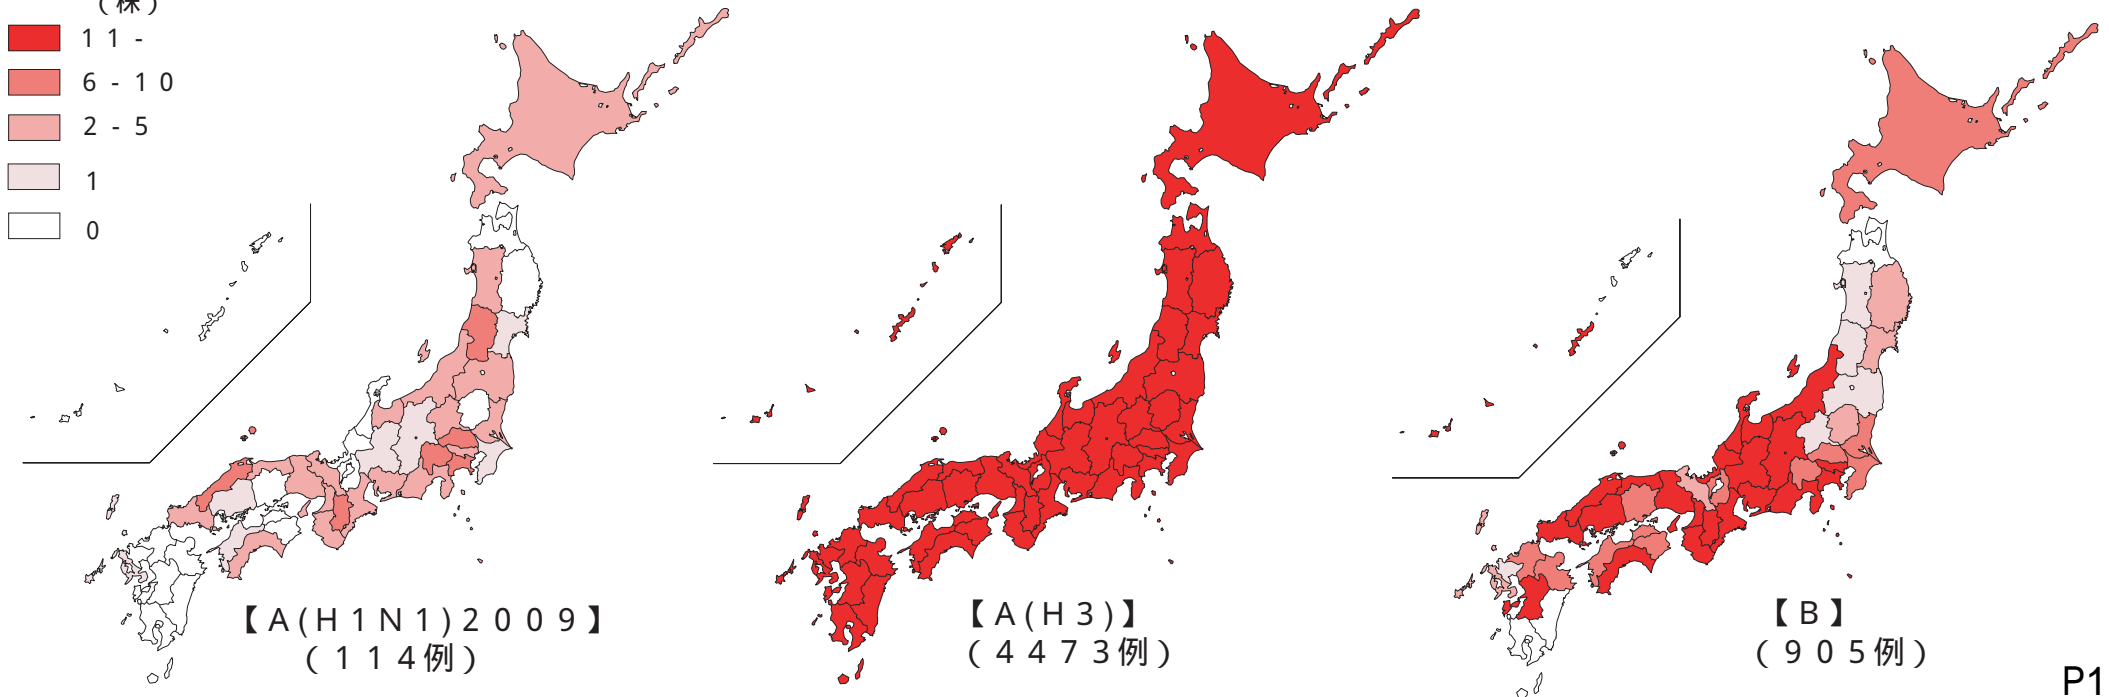 (株)
11-
6-10
2-5
1
0
【A(H1N1)2009】
(114例)
【A(H3)】
(4473例)
【B】
(905例)
P1